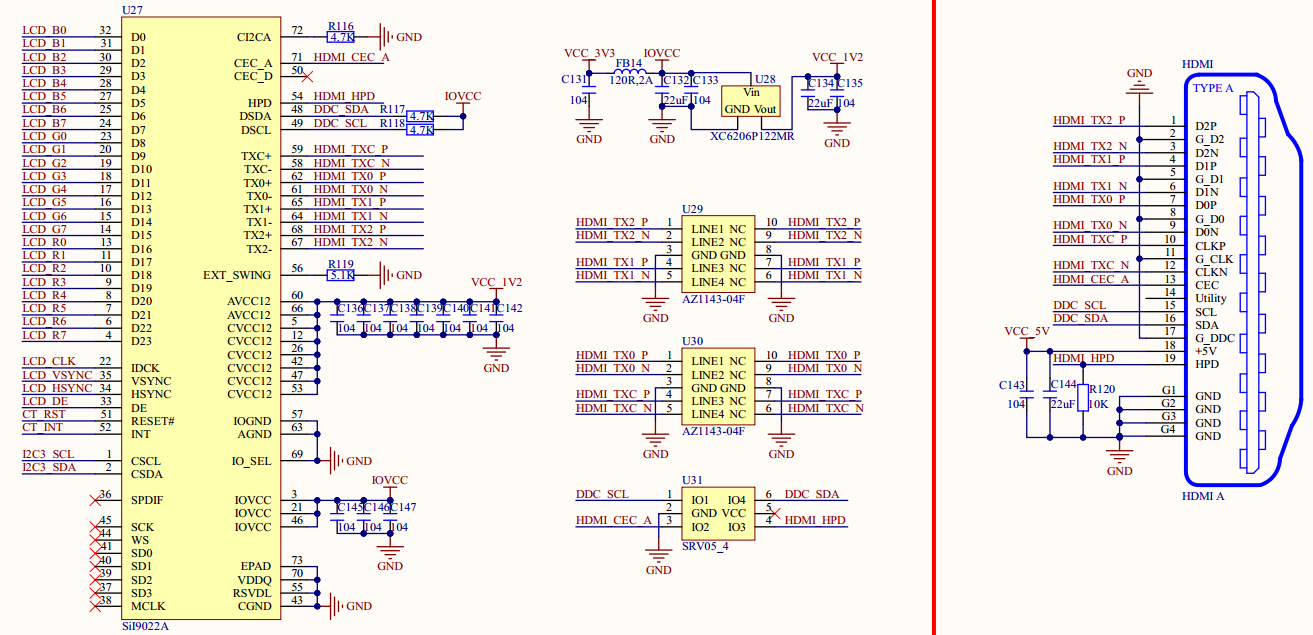 U27
LCD_B0 32 D0 CI2CA 72 R116 4.7K GND
LCD_B1 31 D1
LCD_B2 30 D2 CEC_A 71 HDMI_CEC_A
LCD_B3 29 D3 CEC_D 50
LCD_B4 28 D4
LCD_B5 27 D5 HPD 54 HDMI_HPD
LCD_B6 25 D6 DSDA 48 DDC_SDA R117 4.7K IOVCC
LCD_B7 24 D7 DSCL 49 DDC_SCL R118 4.7K
LCD_G0 23 D8
LCD_G1 20 D9 TXC+ 59 HDMI_TXC_P
LCD_G2 19 D10 TXC- 58 HDMI_TXC_N
LCD_G3 18 D11 TX0+ 62 HDMI_TX0_P
LCD_G4 17 D12 TX0- 61 HDMI_TX0_N
LCD_G5 16 D13 TX1+ 65 HDMI_TX1_P
LCD_G6 15 D14 TX1- 64 HDMI_TX1_N
LCD_G7 14 D15 TX2+ 68 HDMI_TX2_P
LCD_R0 13 D16 TX2- 67 HDMI_TX2_N
LCD_R1 11 D17
LCD_R2 10 D18 EXT_SWING 56 R119 5.1K GND
LCD_R3 9 D19
LCD_R4 8 D20 AVCC12 60 VCC_1V2
LCD_R5 7 D21 AVCC12 66 C136 C137 C138 C139 C140 C141 C142
LCD_R6 6 D22 CVCC12 5 104 104 104 104 104 104 104
LCD_R7 4 D23 CVCC12 12
CVCC12 26
LCD_CLK 22 IDCK CVCC12 42 GND
LCD_VSYNC 35 VSYNC CVCC12 47
LCD_HSYNC 34 HSYNC CVCC12 53
LCD_DE 33 DE
CT_RST 51 RESET# IOGND 57
CT_INT 52 INT AGND 63
I2C3_SCL 1 CSCL IO_SEL 69 GND
I2C3_SDA 2 CSDA
36 SPDIF IOVCC 3 IOVCC
IOVCC 21 C145 C146 C147
45 SCK IOVCC 46 104 104 104
44 WS
41 SD0
40 SD1 EPAD 73 GND
39 SD2 VDDQ 70
37 SD3 RSVDL 55
38 MCLK CGND 43 GND
SiI9022A
VCC_3V3 IOVCC VCC_1V2
FB14
120R,2A
C131 104 C132 22uF C133 104
U28
Vin
GND Vout
XC6206P122MR
C134 22uF C135 104
GND GND GND
U29
HDMI_TX2_P 1 LINE1 NC 10 HDMI_TX2_P
HDMI_TX2_N 2 LINE2 NC 9 HDMI_TX2_N
3 GND GND 8
HDMI_TX1_P 4 LINE3 NC 7 HDMI_TX1_P
HDMI_TX1_N 5 LINE4 NC 6 HDMI_TX1_N
AZ1143-04F
GND GND
U30
HDMI_TX0_P 1 LINE1 NC 10 HDMI_TX0_P
HDMI_TX0_N 2 LINE2 NC 9 HDMI_TX0_N
3 GND GND 8
HDMI_TXC_P 4 LINE3 NC 7 HDMI_TXC_P
HDMI_TXC_N 5 LINE4 NC 6 HDMI_TXC_N
AZ1143-04F
GND GND
U31
DDC_SCL 1 IO1 IO4 6 DDC_SDA
2 GND VCC 5
HDMI_CEC_A 3 IO2 IO3 4 HDMI_HPD
SRV05_4
GND
HDMI
GND
TYPE A
HDMI_TX2_P 1 D2P
2 G_D2
HDMI_TX2_N 3 D2N
HDMI_TX1_P 4 D1P
5 G_D1
HDMI_TX1_N 6 D1N
HDMI_TX0_P 7 D0P
8 G_D0
HDMI_TX0_N 9 D0N
HDMI_TXC_P 10 CLKP
11 G_CLK
HDMI_TXC_N 12 CLKN
HDMI_CEC_A 13 CEC
14 Utility
DDC_SCL 15 SCL
DDC_SDA 16 SDA
17 G_DDC
VCC_5V 18 +5V
HDMI_HPD 19 HPD
C143 104 C144 22uF R120 10K
G1 GND
G2 GND
G3 GND
G4 GND
GND
HDMI A